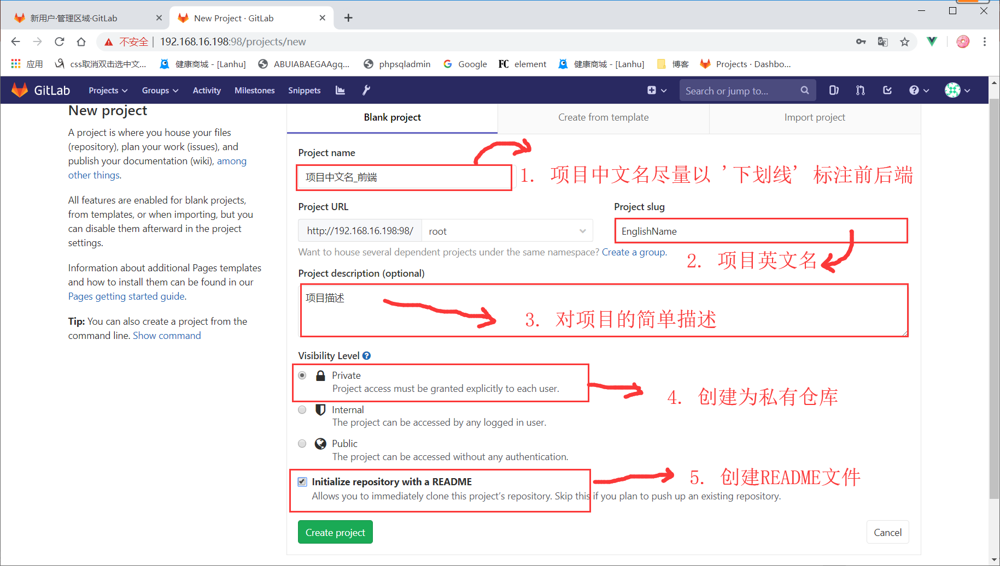 新用户·管理区域·GitLab
New Project · GitLab
不安全 | 192.168.16.198:98/projects/new
应用
css取消双击选中文...
健康商城 - [Lanhu]
ABUIABAEGAAgq...
phpsqladmin
Google
FC element
健康商城 - [Lanhu]
博客
Projects · Dashbo...
GitLab
Projects
Groups
Activity
Milestones
Snippets
Search or jump to...
New project
A project is where you house your files
(repository), plan your work (issues), and
publish your documentation (wiki), among
other things.
All features are enabled for blank projects,
from templates, or when importing, but you
can disable them afterward in the project
settings.
Information about additional Pages templates
and how to install them can be found in our
Pages getting started guide.
Tip: You can also create a project from the
command line. Show command
Blank project
Create from template
Import project
Project name
项目中文名_前端
1. 项目中文名尽量以 '下划线' 标注前后端
Project URL
http://192.168.16.198:98/
root
Project slug
EnglishName
Want to house several dependent projects under the same namespace? Create a group.
2. 项目英文名
Project description (optional)
项目描述
3. 对项目的简单描述
Visibility Level
Private
Project access must be granted explicitly to each user.
4. 创建为私有仓库
Internal
The project can be accessed by any logged in user.
Public
The project can be accessed without any authentication.
Initialize repository with a README
Allows you to immediately clone this project's repository. Skip this if you plan to push up an existing repository.
5. 创建README文件
Create project
Cancel